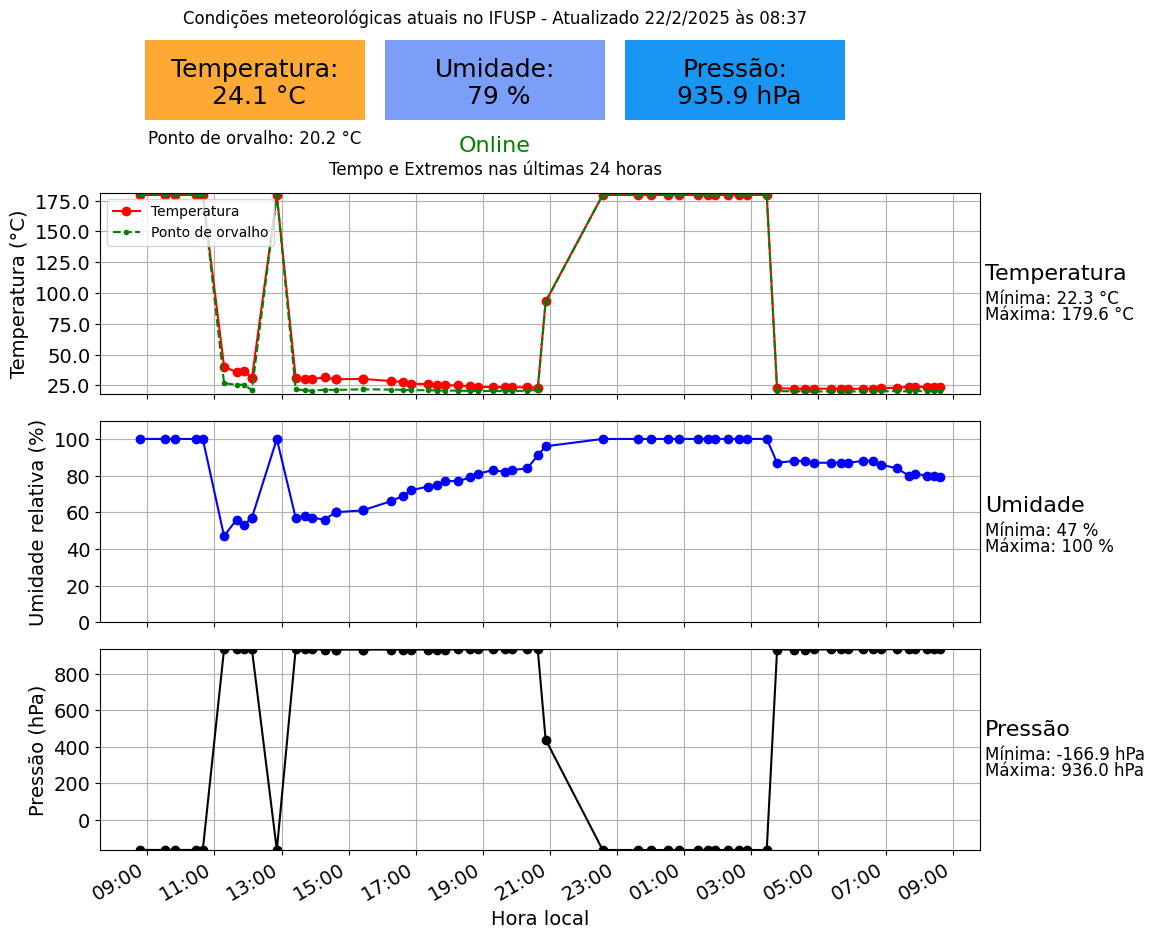 Condições meteorológicas atuais no IFUSP - Atualizado 22/2/2025 às 08:37
Temperatura:
24.1 °C
Umidade:
79 %
Pressão:
935.9 hPa
Ponto de orvalho: 20.2 °C
Online
Tempo e Extremos nas últimas 24 horas
Temperatura (°C)
175.0
150.0
125.0
100.0
75.0
50.0
25.0
Temperatura
Ponto de orvalho
Temperatura
Mínima: 22.3 °C
Máxima: 179.6 °C
Umidade relativa (%)
100
80
60
40
20
0
Umidade
Mínima: 47 %
Máxima: 100 %
Pressão (hPa)
800
600
400
200
0
Pressão
Mínima: -166.9 hPa
Máxima: 936.0 hPa
09:00 11:00 13:00 15:00 17:00 19:00 21:00 23:00 01:00 03:00 05:00 07:00 09:00
Hora local